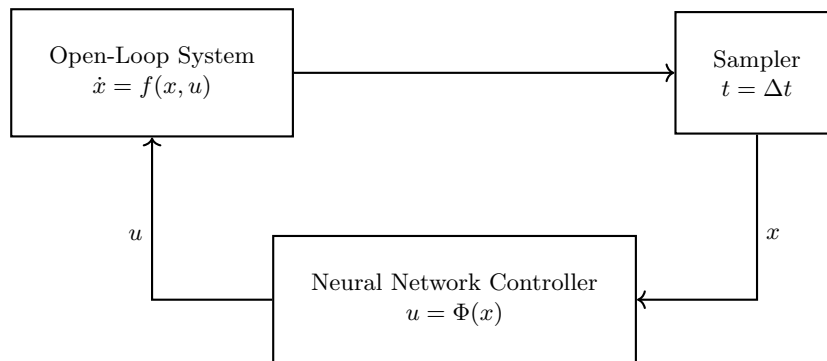 Open-Loop System
ẋ = f(x, u)
Sampler
t = Δt
u
x
Neural Network Controller
u = Φ(x)